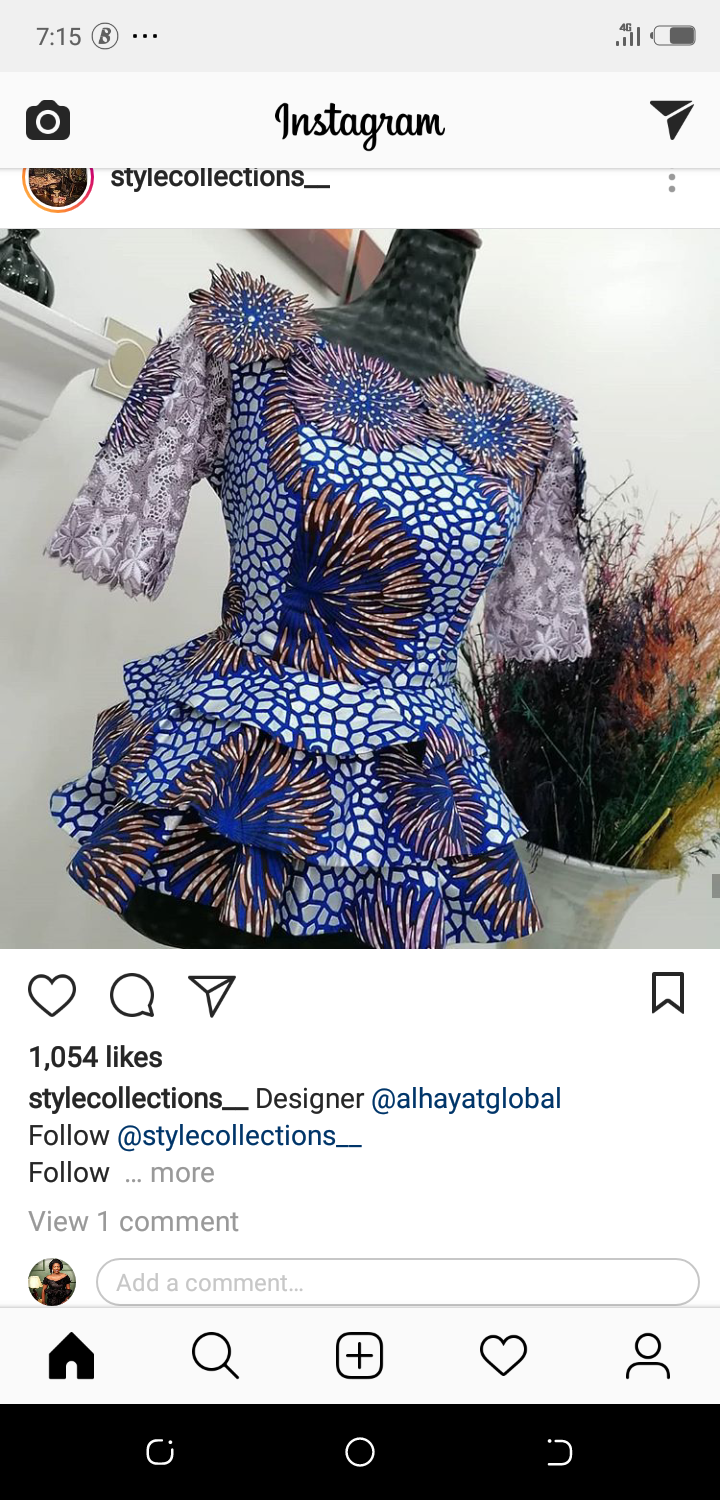 7:15 B 4G
Instagram
stylecollections__
1,054 likes
stylecollections__ Designer @alhayatglobal
Follow @stylecollections__
Follow ... more
View 1 comment
Add a comment...